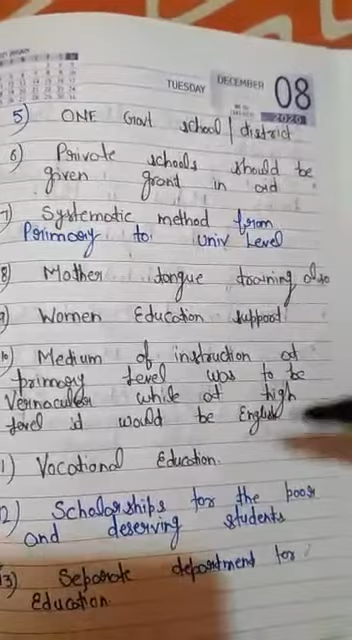 TUESDAY DECEMBER 08
2020
5) ONE Govt school / district
6) Private schools should be
given grant in aid
7) Systematic method from
Primary to Univ Level
8) Mother tongue training also
9) Women Education support
10) Medium of instruction at
primary level was to be
Vernacular while at high
level it would be English
11) Vocational Education.
12) Scholarships for the poor
and deserving students
13) Seperate department for
Education.